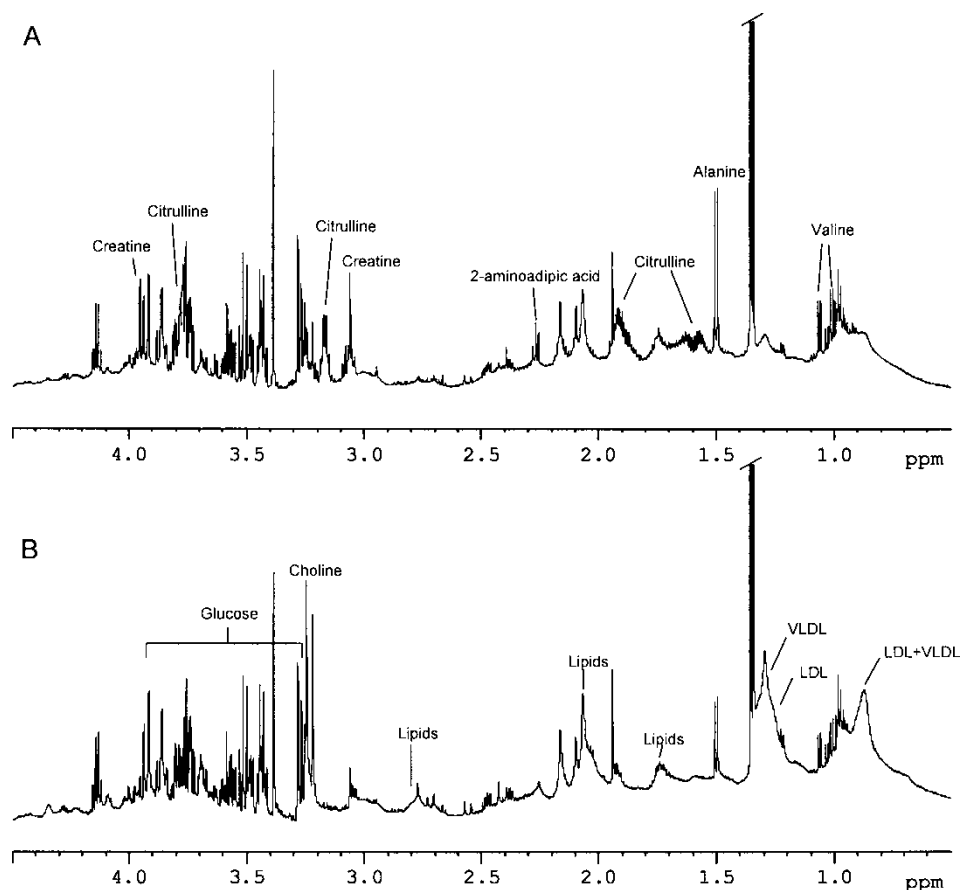 A
Alanine
Citrulline
Citrulline
Valine
Creatine
Creatine
2-aminoadipic acid
Citrulline
4.0 3.5 3.0 2.5 2.0 1.5 1.0 ppm
B
Choline
Glucose
VLDL
Lipids
LDL
LDL+VLDL
Lipids
Lipids
4.0 3.5 3.0 2.5 2.0 1.5 1.0 ppm